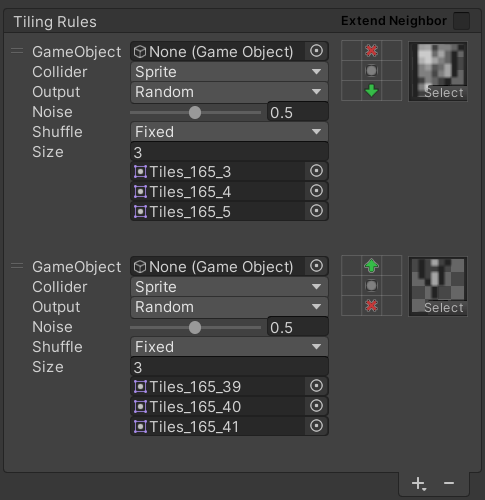 Tiling Rules Extend Neighbor
GameObject None (Game Object)
Collider Sprite
Output Random
Noise 0.5
Shuffle Fixed
Size 3
Tiles_165_3
Tiles_165_4
Tiles_165_5
Select
GameObject None (Game Object)
Collider Sprite
Output Random
Noise 0.5
Shuffle Fixed
Size 3
Tiles_165_39
Tiles_165_40
Tiles_165_41
Select